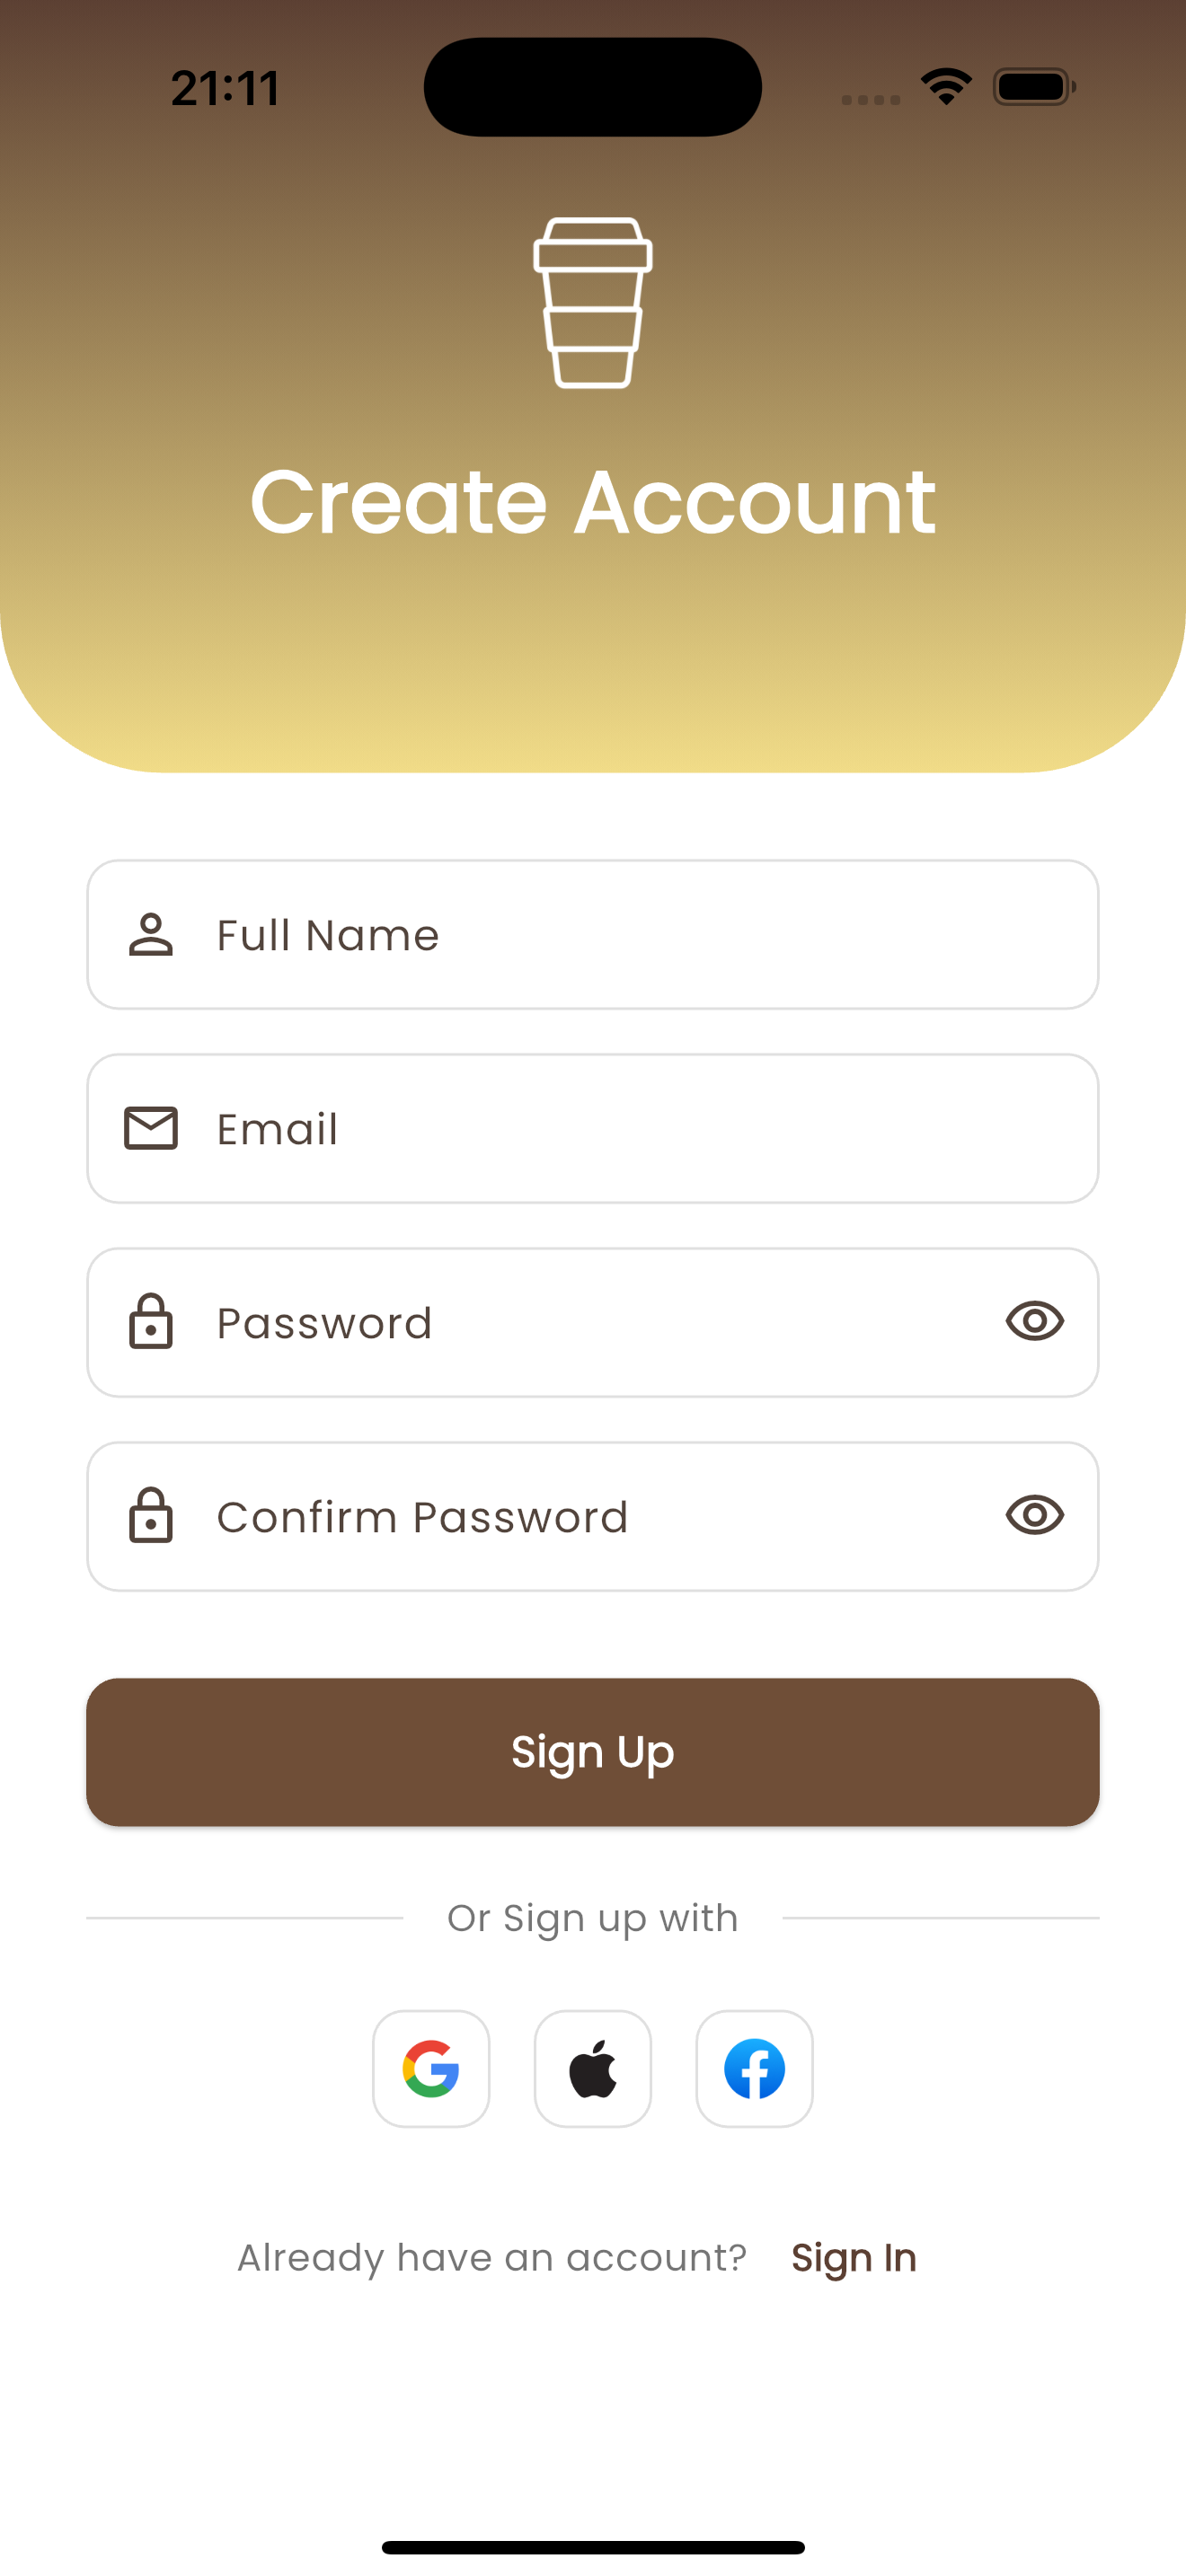 21:11
Create Account
Full Name
Email
Password
Confirm Password
Sign Up
Or Sign up with
Already have an account? Sign In